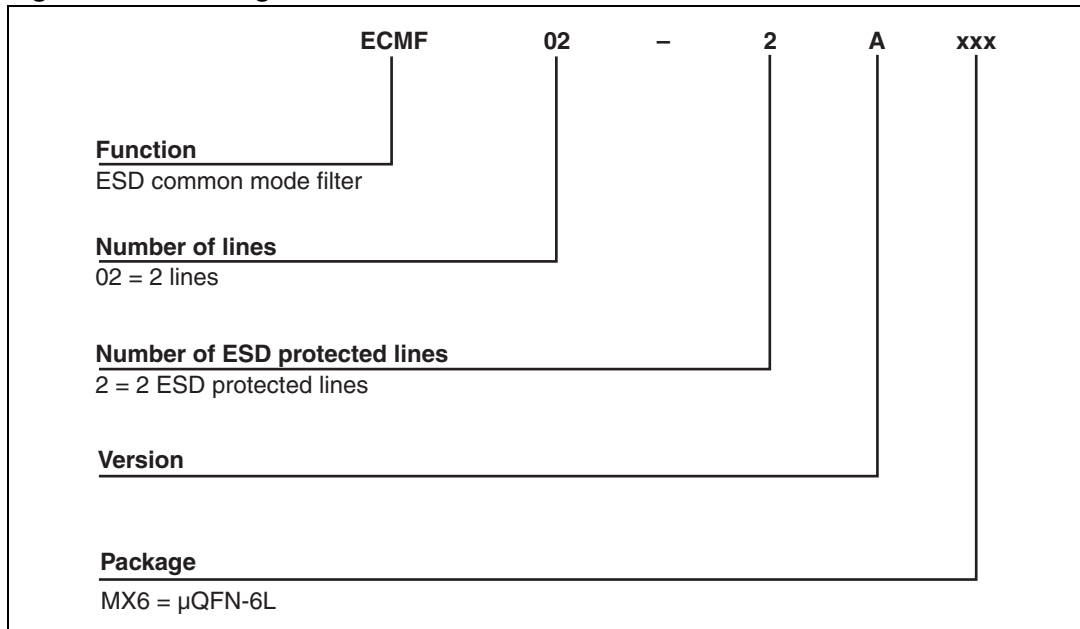 ECMF 02 – 2 A xxx
Function
ESD common mode filter
Number of lines
02 = 2 lines
Number of ESD protected lines
2 = 2 ESD protected lines
Version
Package
MX6 = µQFN-6L